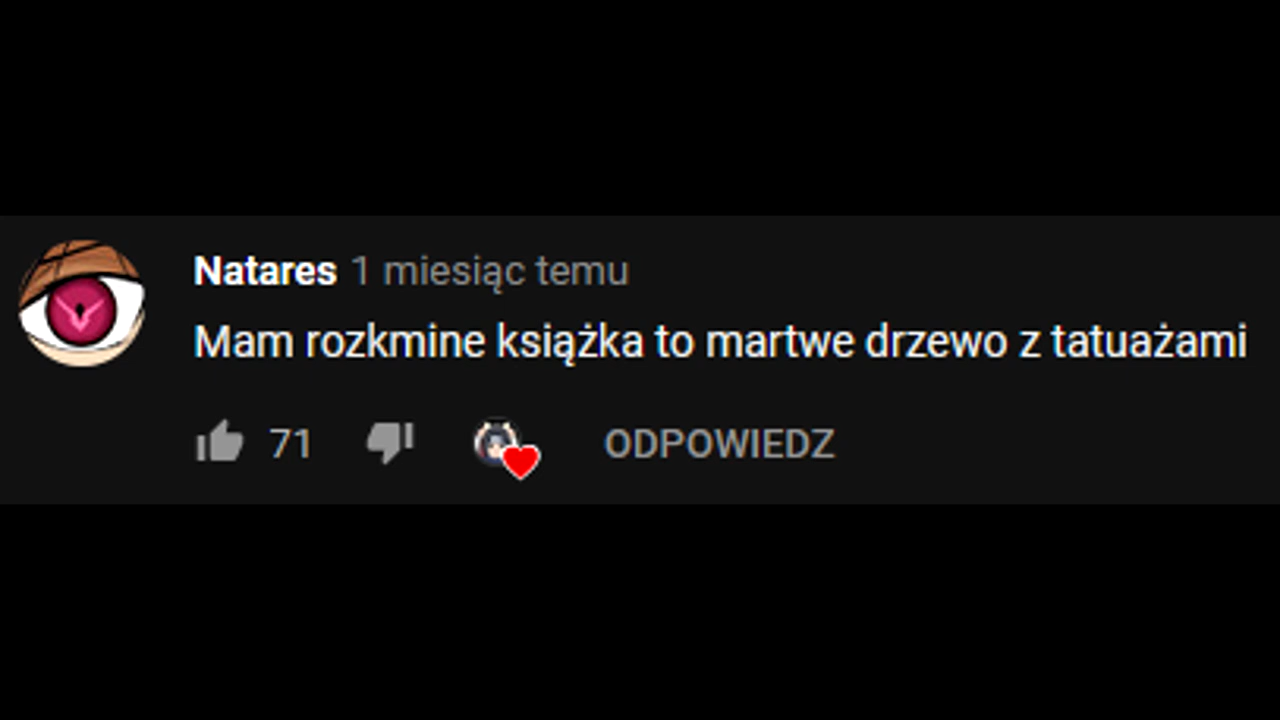 Natares 1 miesiąc temu
Mam rozkmine książka to martwe drzewo z tatuażami
71 ODPOWIEDZ